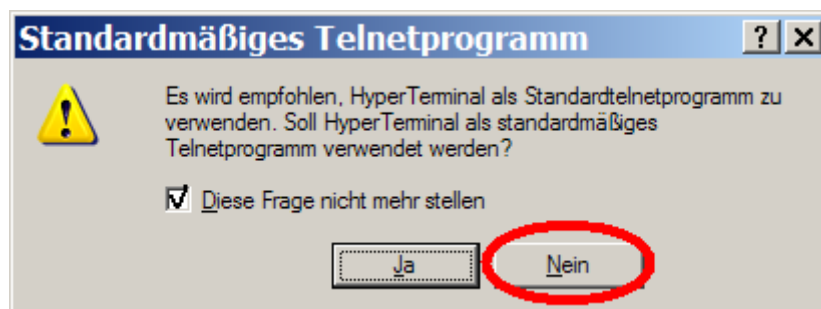 Standardmäßiges Telnetprogramm
Es wird empfohlen, HyperTerminal als Standardtelnetprogramm zu
verwenden. Soll HyperTerminal als standardmäßiges
Telnetprogramm verwendet werden?
Diese Frage nicht mehr stellen
Ja
Nein